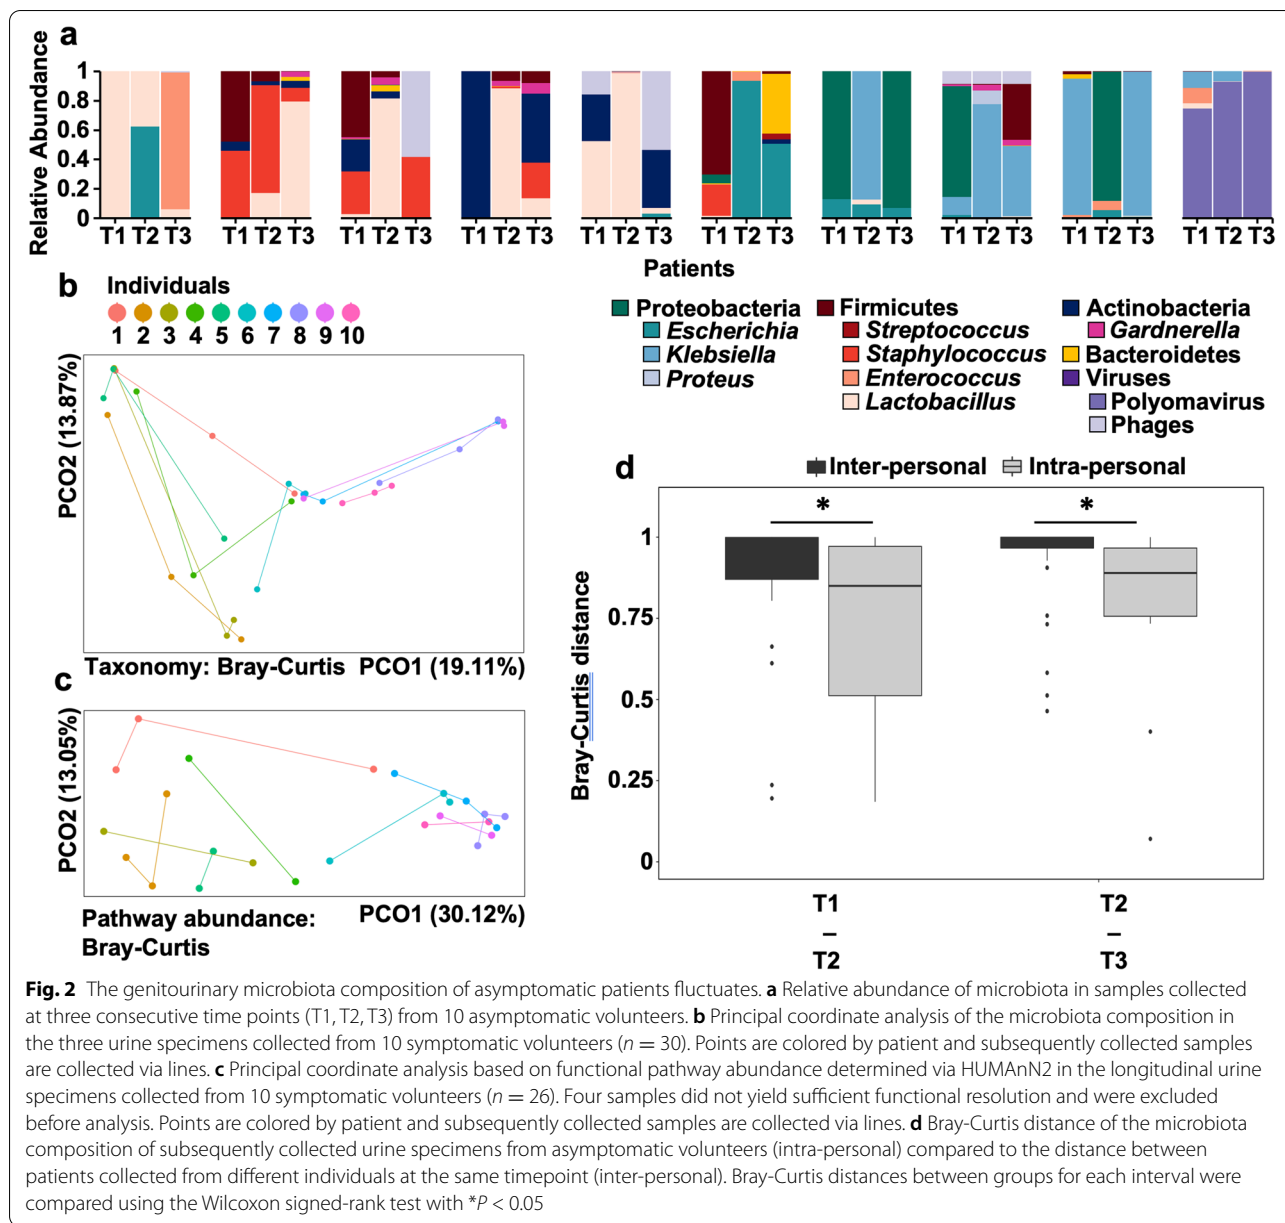 a
Relative Abundance
1
0.8
0.6
0.4
0.2
0
T1 T2 T3 T1 T2 T3 T1 T2 T3 T1 T2 T3 T1 T2 T3 T1 T2 T3 T1 T2 T3 T1 T2 T3 T1 T2 T3 T1 T2 T3
Patients
Proteobacteria
Escherichia
Klebsiella
Proteus
Firmicutes
Streptococcus
Staphylococcus
Enterococcus
Lactobacillus
Actinobacteria
Gardnerella
Bacteroidetes
Viruses
Polyomavirus
Phages
b
Individuals
1 2 3 4 5 6 7 8 9 10
PCO2 (13.87%)
Taxonomy: Bray-Curtis PCO1 (19.11%)
c
PCO2 (13.05%)
Pathway abundance:
Bray-Curtis
PCO1 (30.12%)
d
Inter-personal Intra-personal
Bray-Curtis distance
1
0.75
0.5
0.25
0
*
*
T1
–
T2
T2
–
T3
Fig. 2 The genitourinary microbiota composition of asymptomatic patients fluctuates. a Relative abundance of microbiota in samples collected
at three consecutive time points (T1, T2, T3) from 10 asymptomatic volunteers. b Principal coordinate analysis of the microbiota composition in
the three urine specimens collected from 10 symptomatic volunteers (n = 30). Points are colored by patient and subsequently collected samples
are collected via lines. c Principal coordinate analysis based on functional pathway abundance determined via HUMAnN2 in the longitudinal urine
specimens collected from 10 symptomatic volunteers (n = 26). Four samples did not yield sufficient functional resolution and were excluded
before analysis. Points are colored by patient and subsequently collected samples are collected via lines. d Bray-Curtis distance of the microbiota
composition of subsequently collected urine specimens from asymptomatic volunteers (intra-personal) compared to the distance between
patients collected from different individuals at the same timepoint (inter-personal). Bray-Curtis distances between groups for each interval were
compared using the Wilcoxon signed-rank test with *P < 0.05